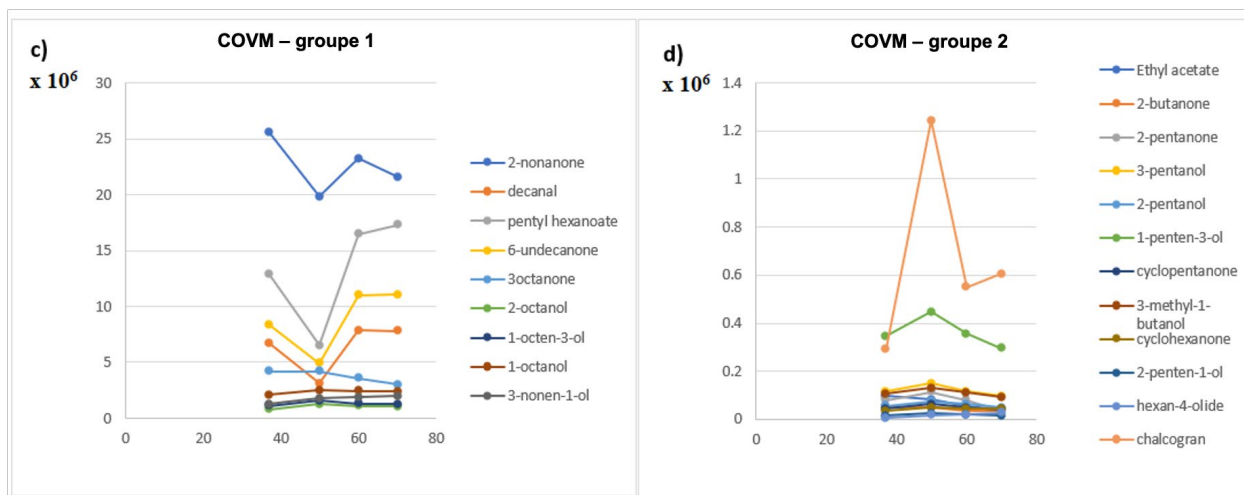 c)
COVM – groupe 1
x 10⁶
30
25
20
15
10
5
0
0
20
40
60
80
2-nonanone
decanal
pentyl hexanoate
6-undecanone
3octanone
2-octanol
1-octen-3-ol
1-octanol
3-nonen-1-ol
d)
COVM – groupe 2
x 10⁶
1.4
1.2
1
0.8
0.6
0.4
0.2
0
0
20
40
60
80
Ethyl acetate
2-butanone
2-pentanone
3-pentanol
2-pentanol
1-penten-3-ol
cyclopentanone
3-methyl-1-
butanol
cyclohexanone
2-penten-1-ol
hexan-4-olide
chalcogran